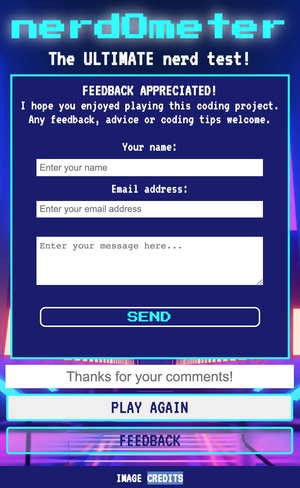 nerdOmeter
The ULTIMATE nerd test!
FEEDBACK APPRECIATED!
I hope you enjoyed playing this coding project.
Any feedback, advice or coding tips welcome.
Your name:
Enter your name
Email address:
Enter your email address
Enter your message here...
SEND
Thanks for your comments!
PLAY AGAIN
FEEDBACK
IMAGE CREDITS